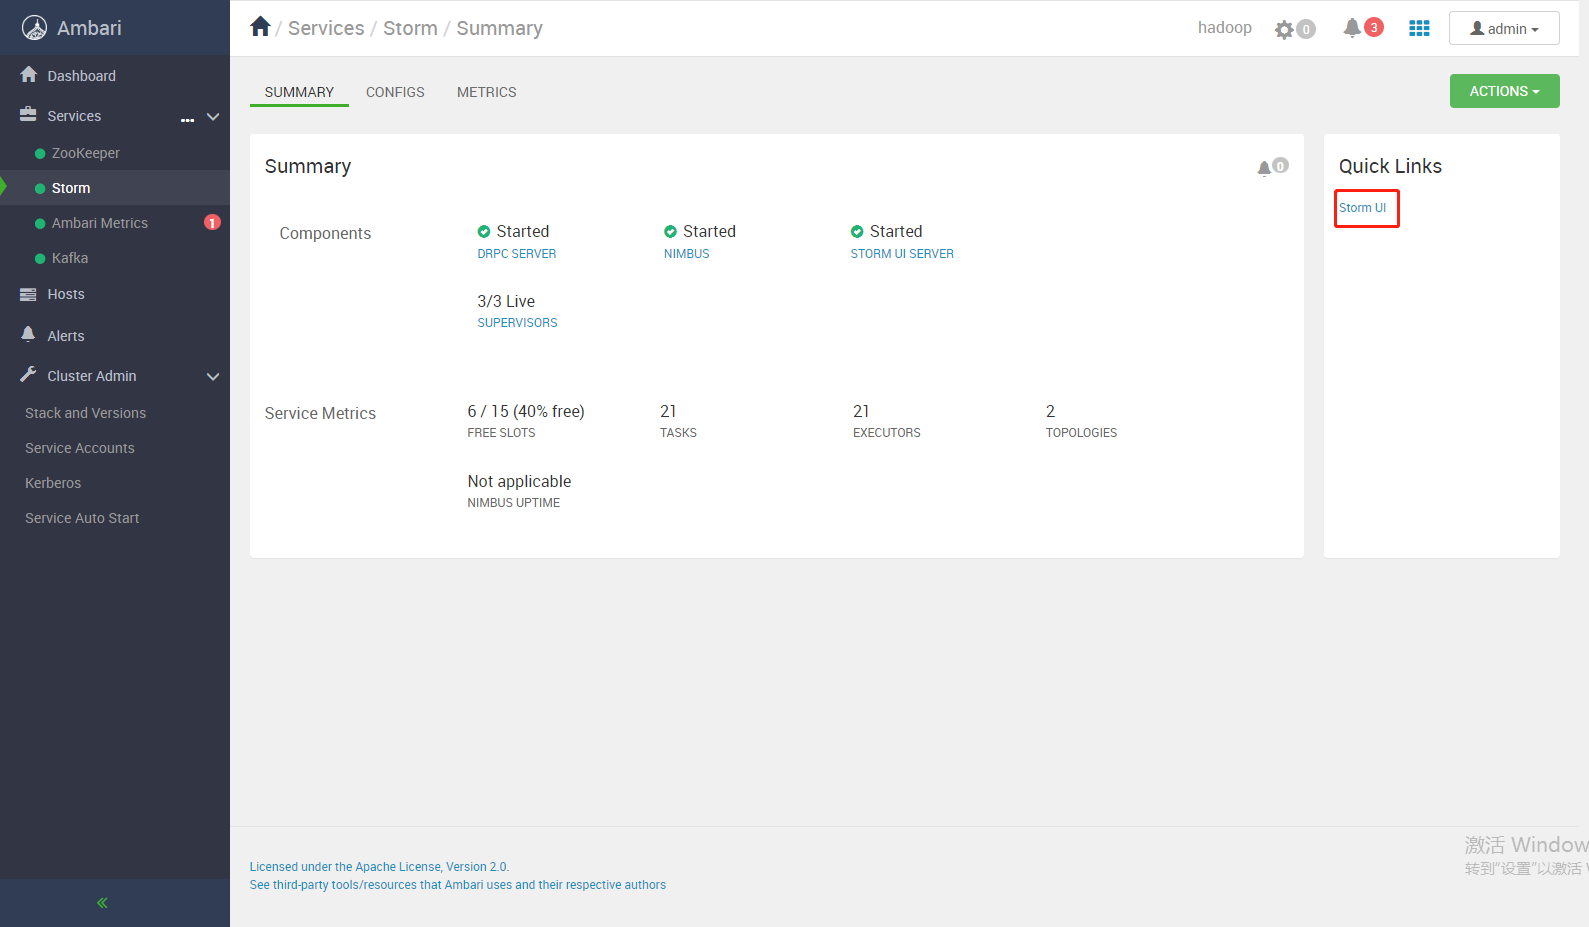 Ambari
/ Services / Storm / Summary
hadoop
0
3
admin
Dashboard
Services
...
ZooKeeper
Storm
Ambari Metrics
1
Kafka
Hosts
Alerts
Cluster Admin
Stack and Versions
Service Accounts
Kerberos
Service Auto Start
SUMMARY
CONFIGS
METRICS
ACTIONS
Summary
0
Components
Started
DRPC SERVER
Started
NIMBUS
Started
STORM UI SERVER
3/3 Live
SUPERVISORS
Service Metrics
6 / 15 (40% free)
FREE SLOTS
21
TASKS
21
EXECUTORS
2
TOPOLOGIES
Not applicable
NIMBUS UPTIME
Quick Links
Storm UI
Licensed under the Apache License, Version 2.0.
See third-party tools/resources that Ambari uses and their respective authors
激活 Window
转到“设置”以激活